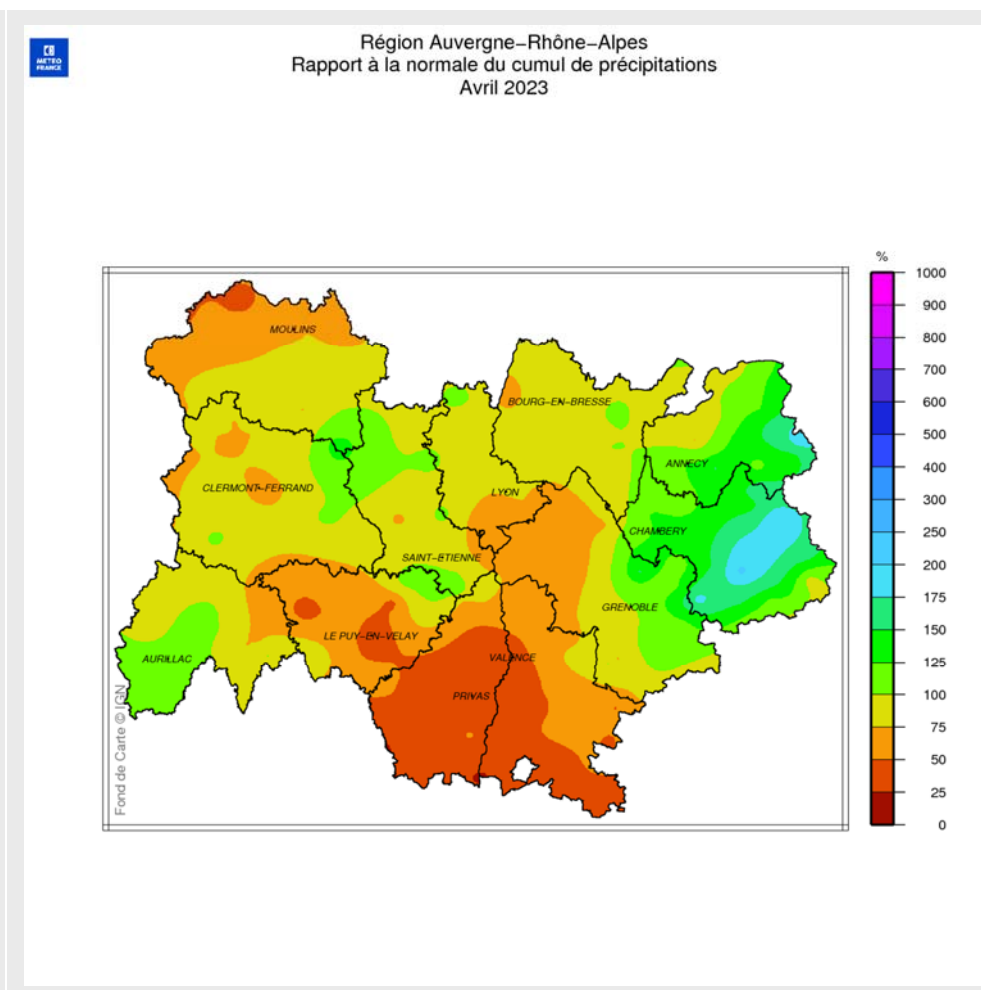 METEO
FRANCE
Région Auvergne−Rhône−Alpes
Rapport à la normale du cumul de précipitations
Avril 2023
%
1000
900
800
700
600
500
400
300
250
200
175
150
125
100
75
50
25
0
MOULINS
BOURG−EN−BRESSE
ANNECY
CLERMONT−FERRAND
LYON
CHAMBERY
SAINT−ETIENNE
GRENOBLE
LE PUY−EN−VELAY
VALENCE
AURILLAC
PRIVAS
Fond de Carte © IGN